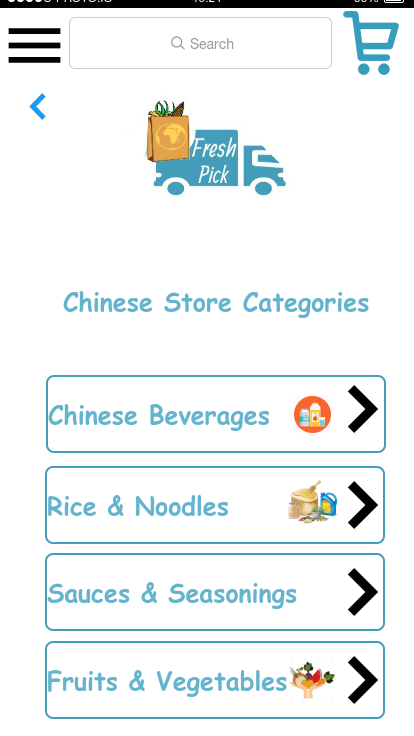 Search
Fresh
Pick
Chinese Store Categories
Chinese Beverages
Rice & Noodles
Sauces & Seasonings
Fruits & Vegetables